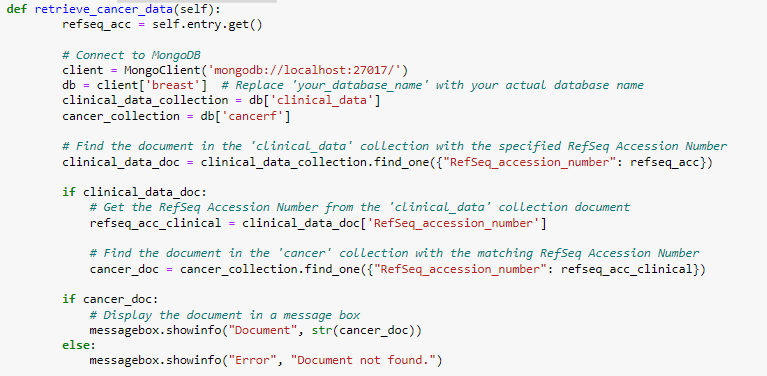 def retrieve_cancer_data(self):
refseq_acc = self.entry.get()
# Connect to MongoDB
client = MongoClient('mongodb://localhost:27017/')
db = client['breast']  # Replace 'your_database_name' with your actual database name
clinical_data_collection = db['clinical_data']
cancer_collection = db['cancerf']
# Find the document in the 'clinical_data' collection with the specified RefSeq Accession Number
clinical_data_doc = clinical_data_collection.find_one({"RefSeq_accession_number": refseq_acc})
if clinical_data_doc:
# Get the RefSeq Accession Number from the 'clinical_data' collection document
refseq_acc_clinical = clinical_data_doc['RefSeq_accession_number']
# Find the document in the 'cancer' collection with the matching RefSeq Accession Number
cancer_doc = cancer_collection.find_one({"RefSeq_accession_number": refseq_acc_clinical})
if cancer_doc:
# Display the document in a message box
messagebox.showinfo("Document", str(cancer_doc))
else:
messagebox.showinfo("Error", "Document not found.")